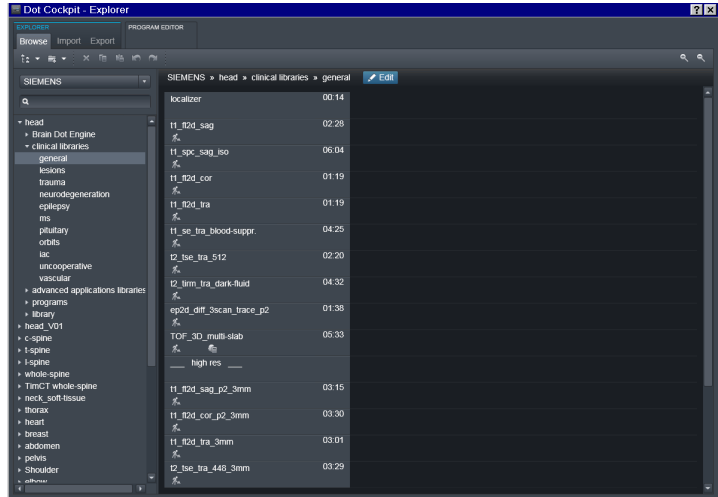 Dot Cockpit - Explorer
EXPLORER
PROGRAM EDITOR
Browse Import Export
SIEMENS
SIEMENS » head » clinical libraries » general
Edit
head
Brain Dot Engine
clinical libraries
general
lesions
trauma
neurodegeneration
epilepsy
ms
pituitary
orbits
iac
uncooperative
vascular
advanced applications libraries
programs
library
head_V01
c-spine
t-spine
l-spine
whole-spine
TimCT whole-spine
neck_soft-tissue
thorax
heart
breast
abdomen
pelvis
Shoulder
elbow
localizer 00:14
t1_fl2d_sag 02:28
t1_spc_sag_iso 06:04
t1_fl2d_cor 01:19
t1_fl2d_tra 01:19
t1_se_tra_blood-suppr. 04:25
t2_tse_tra_512 02:20
t2_tirm_tra_dark-fluid 04:32
ep2d_diff_3scan_trace_p2 01:38
TOF_3D_multi-slab 05:33
___ high res ___
t1_fl2d_sag_p2_3mm 03:15
t1_fl2d_cor_p2_3mm 03:30
t1_fl2d_tra_3mm 03:01
t2_tse_tra_448_3mm 03:29